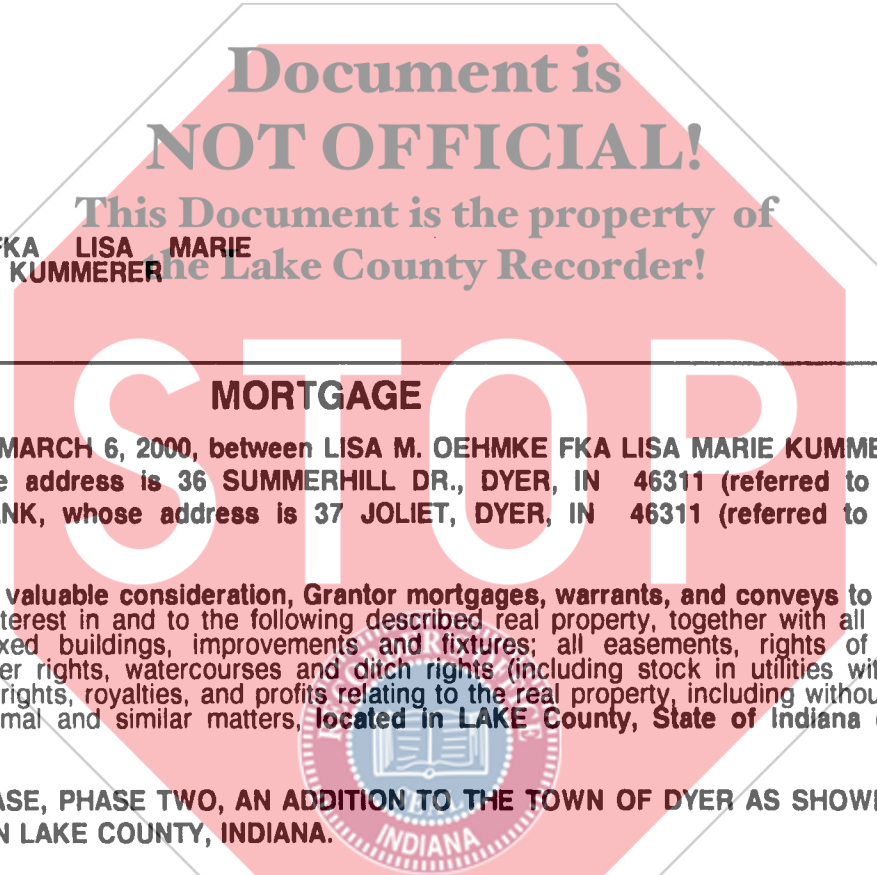 Document is
NOT OFFICIAL!
This Document is the property of
the Lake County Recorder!
FKA LISA MARIE
KUMMERER
STOP
MORTGAGE
MARCH 6, 2000, between LISA M. OEHMKE FKA LISA MARIE KUMME
e address is 36 SUMMERHILL DR., DYER, IN 46311 (referred to
NK, whose address is 37 JOLIET, DYER, IN 46311 (referred to
valuable consideration, Grantor mortgages, warrants, and conveys to
terest in and to the following described real property, together with all
xed buildings, improvements and fixtures; all easements, rights of
er rights, watercourses and ditch rights (including stock in utilities wit
rights, royalties, and profits relating to the real property, including withou
mal and similar matters, located in LAKE County, State of Indiana (
ASE, PHASE TWO, AN ADDITION TO THE TOWN OF DYER AS SHOW
N LAKE COUNTY, INDIANA.
INDIANA